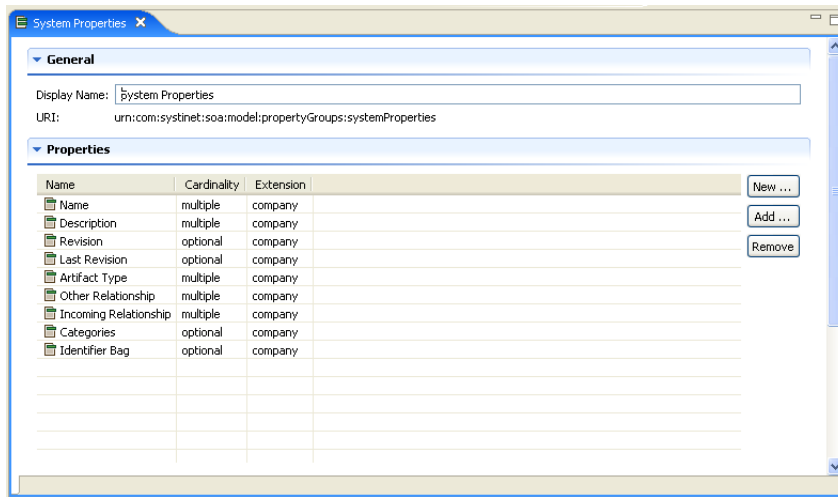 System Properties
General
Display Name: System Properties
URI: urn:com:systinet:soa:model:propertyGroups:systemProperties
Properties
Name Cardinality Extension
Name multiple company
Description multiple company
Revision optional company
Last Revision optional company
Artifact Type multiple company
Other Relationship multiple company
Incoming Relationship multiple company
Categories optional company
Identifier Bag optional company
New ...
Add ...
Remove